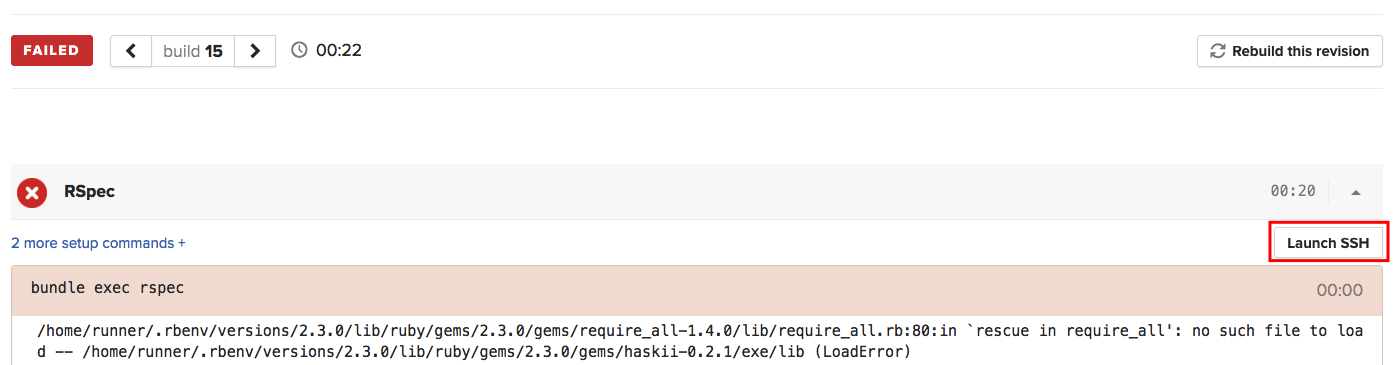 FAILED build 15 00:22 Rebuild this revision
RSpec 00:20
2 more setup commands + Launch SSH
bundle exec rspec 00:00
/home/runner/.rbenv/versions/2.3.0/lib/ruby/gems/2.3.0/gems/require_all-1.4.0/lib/require_all.rb:80:in `rescue in require_all': no such file to loa
d -- /home/runner/.rbenv/versions/2.3.0/lib/ruby/gems/2.3.0/gems/haskii-0.2.1/exe/lib (LoadError)